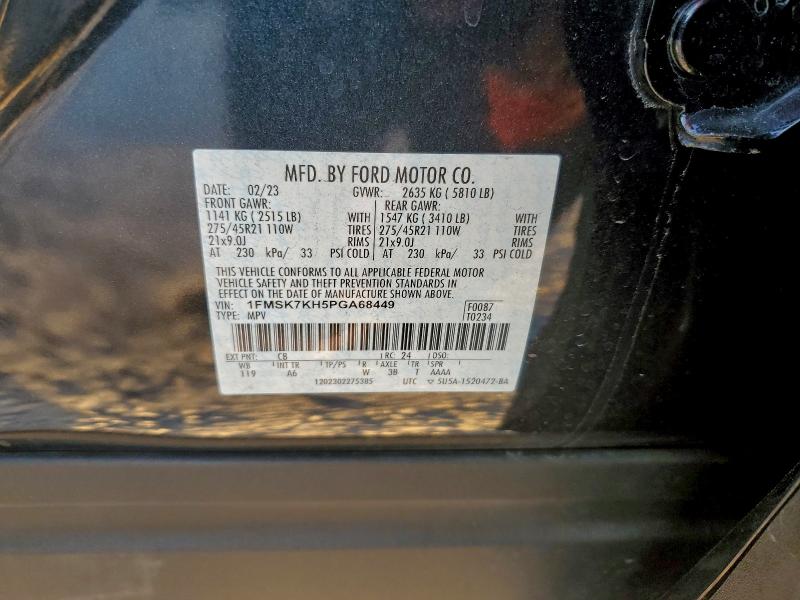 MFD. BY FORD MOTOR CO.
DATE: 02/23 GVWR: 2635 KG ( 5810 LB)
FRONT GAWR: REAR GAWR:
1141 KG ( 2515 LB) WITH 1547 KG ( 3410 LB)
275/45R21 110W TIRES 275/45R21 110W TIRES
21x9.0J RIMS 21x9.0J RIMS
AT 230 kPa/ 33 PSI COLD AT 230 kPa/ 33 PSI COLD
THIS VEHICLE CONFORMS TO ALL APPLICABLE FEDERAL MOTOR
VEHICLE SAFETY AND THEFT PREVENTION STANDARDS IN
EFFECT ON THE DATE OF MANUFACTURE SHOWN ABOVE.
VIN: 1FMSK7KH5PGA68449 F0087
TYPE: MPV T0234
EXT PNT: CB RC: 24 DSO:
WB INT TR TP/PS R AXLE TR SPR
119 A6 W 3B T AAAA
1202302275385 UTC ▽ 5U5A-1520472-BA